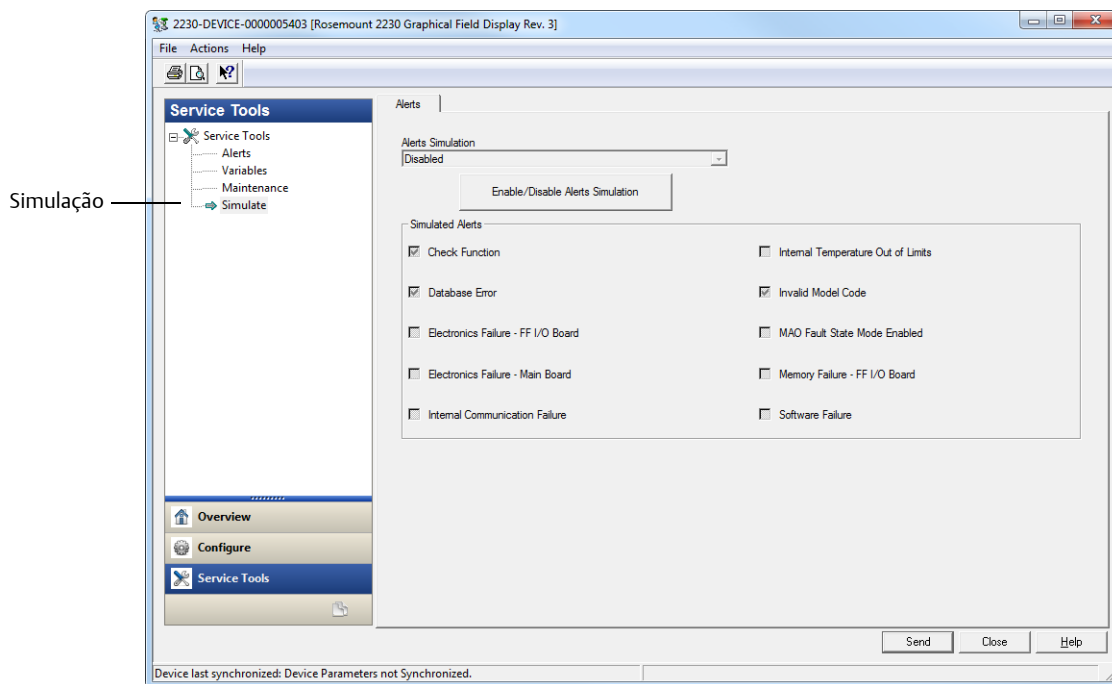 2230-DEVICE-0000005403 [Rosemount 2230 Graphical Field Display Rev. 3]
File Actions Help
Service Tools
Service Tools
Alerts
Variables
Maintenance
Simulate
Simulação
Overview
Configure
Service Tools
Alerts
Alerts Simulation
Disabled
Enable/Disable Alerts Simulation
Simulated Alerts
Check Function
Internal Temperature Out of Limits
Database Error
Invalid Model Code
Electronics Failure - FF I/O Board
MAO Fault State Mode Enabled
Electronics Failure - Main Board
Memory Failure - FF I/O Board
Internal Communication Failure
Software Failure
Send Close Help
Device last synchronized: Device Parameters not Synchronized.